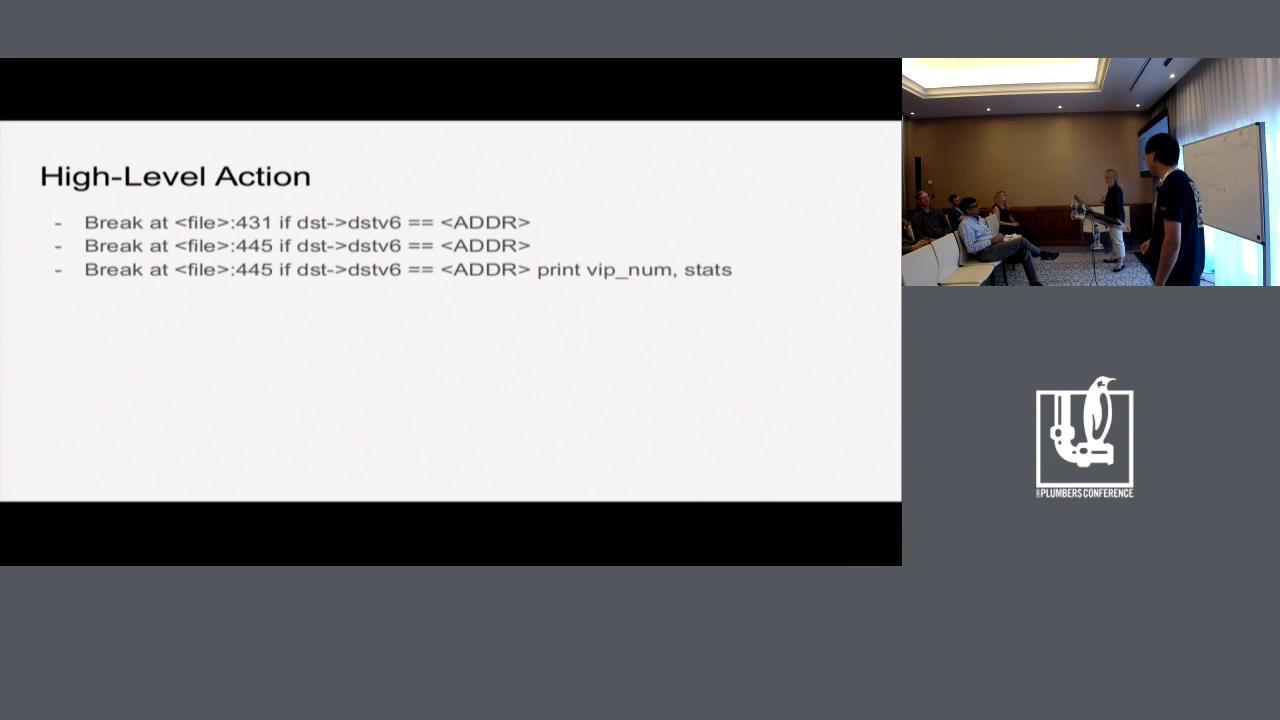 High-Level Action
- Break at <file>:431 if dst->dstv6 == <ADDR>
- Break at <file>:445 if dst->dstv6 == <ADDR>
- Break at <file>:445 if dst->dstv6 == <ADDR> print vip_num, stats
PLUMBERS CONFERENCE